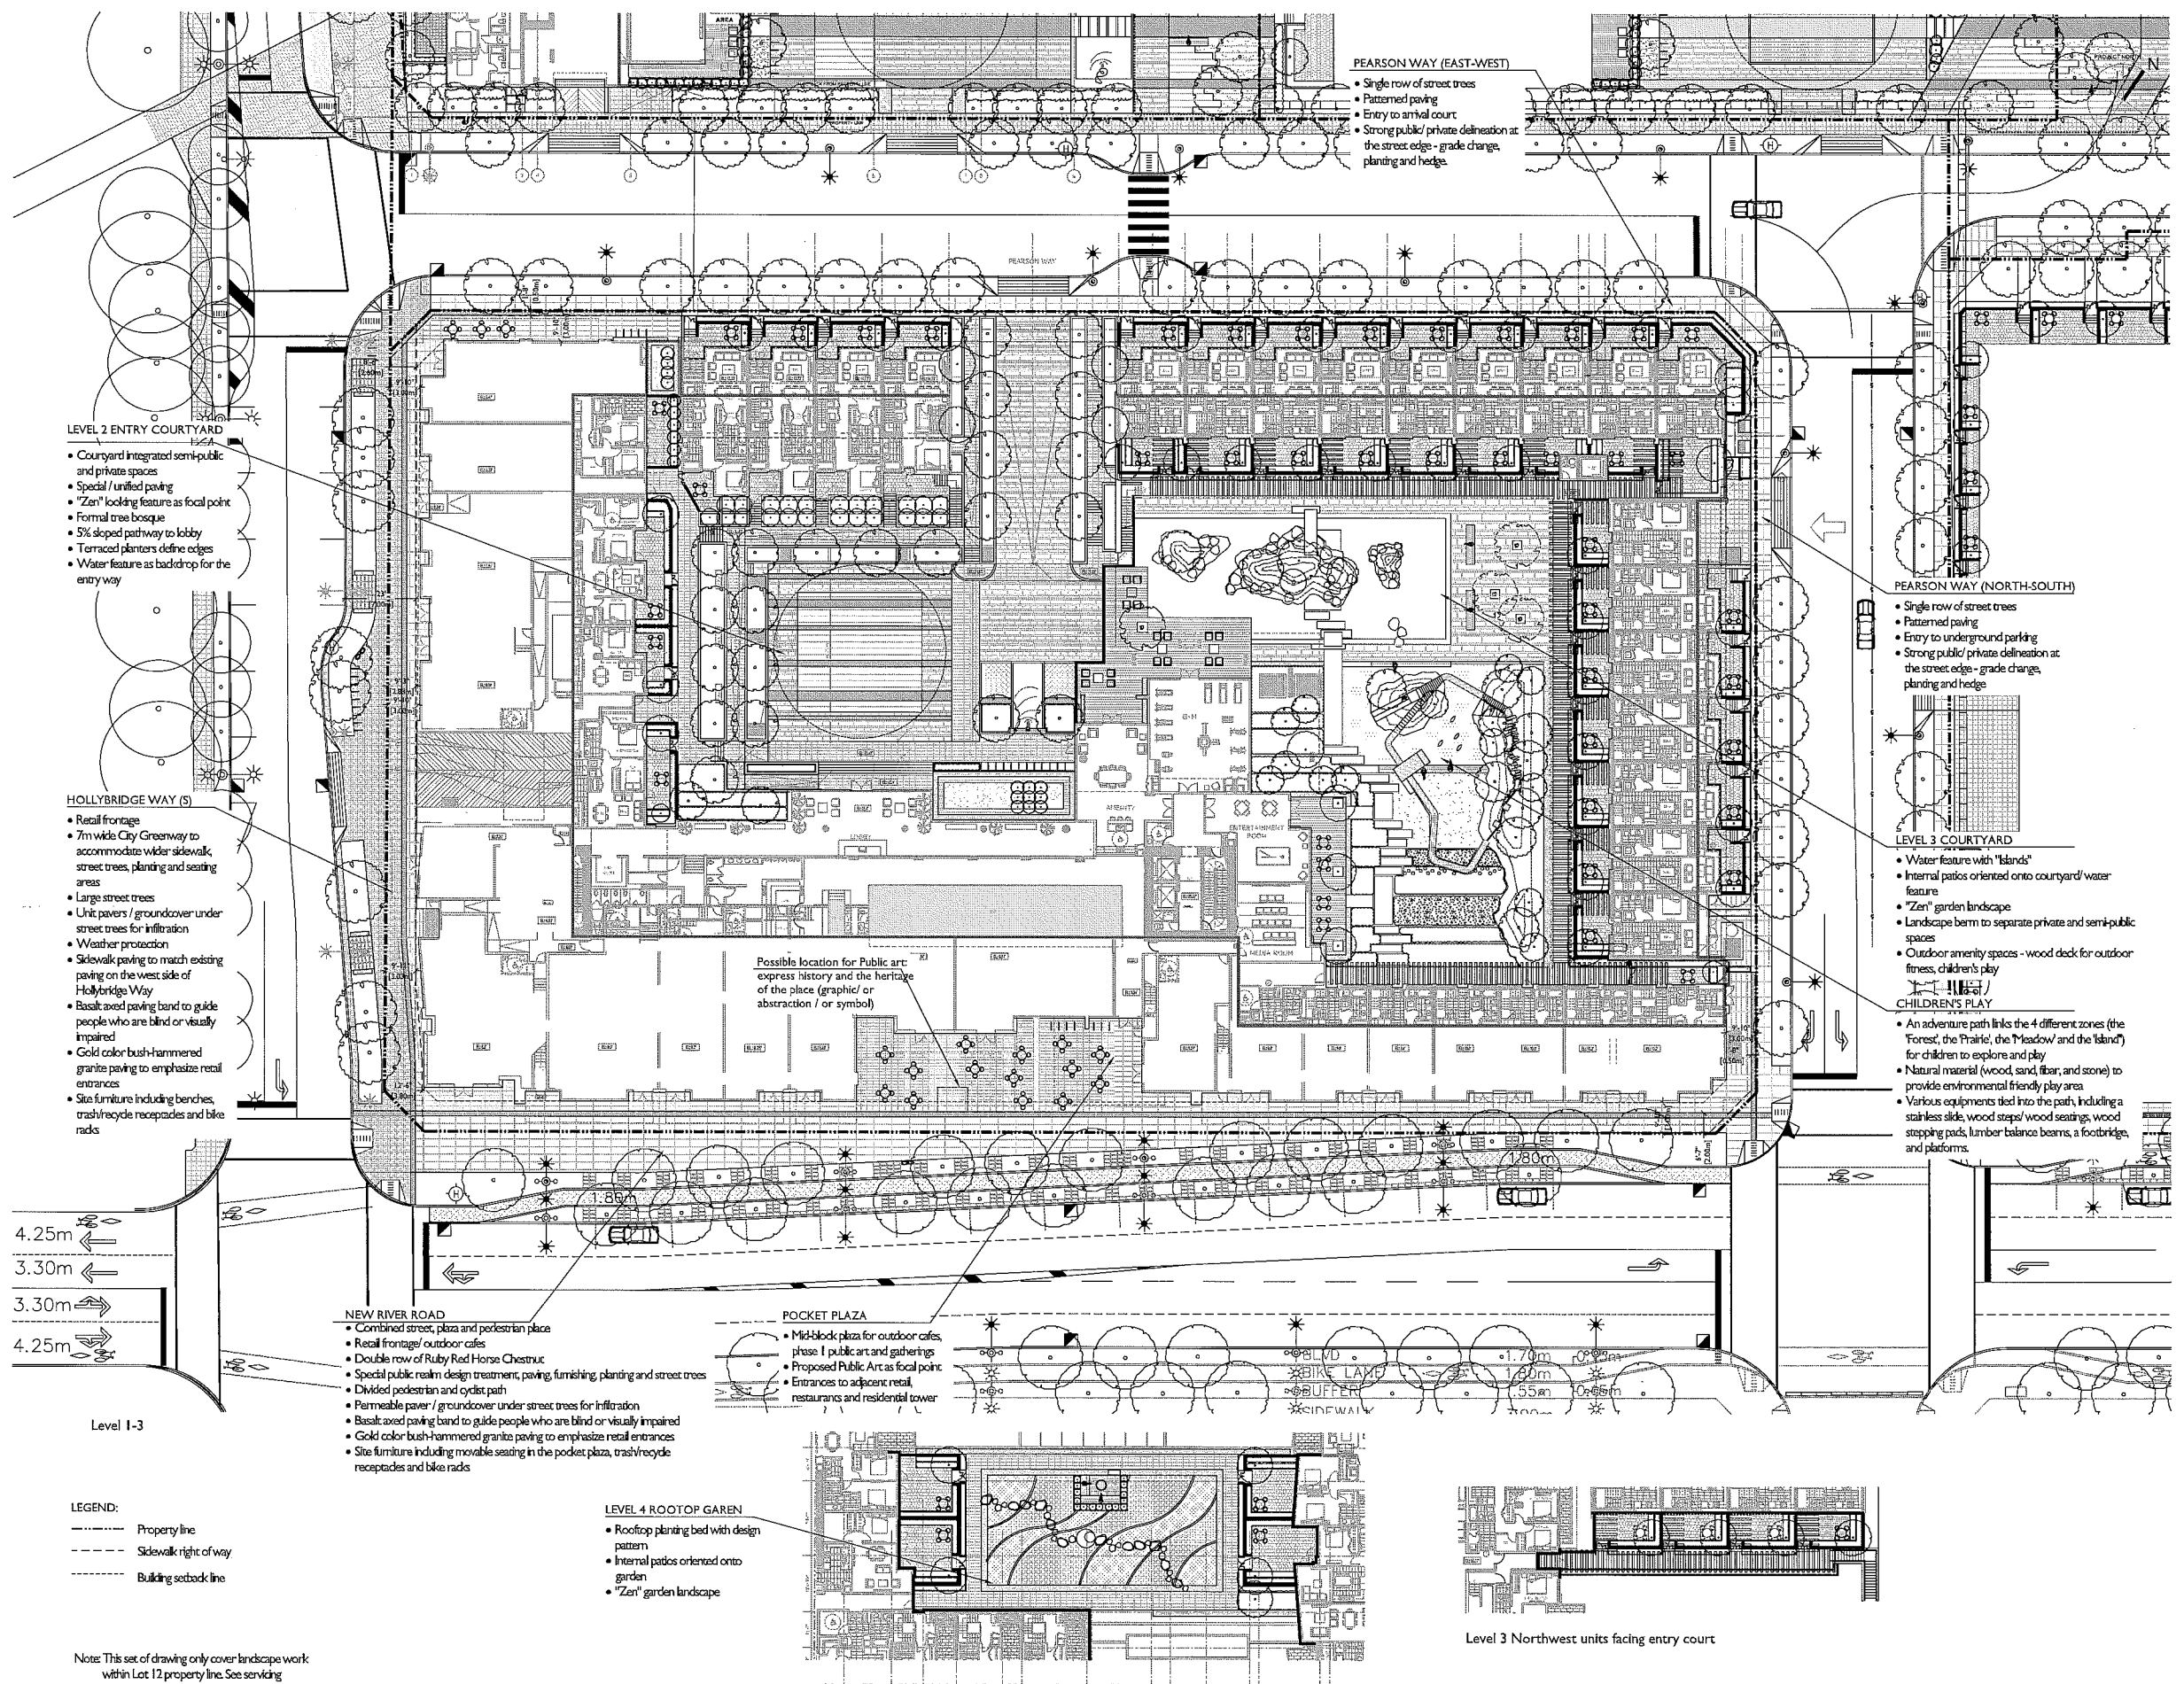 AREA
PEARSON WAY (EAST-WEST)
• Single row of street trees
• Patterned paving
• Entry to arrival court
• Strong public/ private delineation at
the street edge - grade change,
planting and hedge.
N
PEARSON WAY
LEVEL 2 ENTRY COURTYARD
• Courtyard integrated semi-public
and private spaces
• Special / unified paving
• "Zen" looking feature as focal point
• Formal tree bosque
• 5% sloped pathway to lobby
• Terraced planters define edges
• Water feature as backdrop for the
entry way
PEARSON WAY (NORTH-SOUTH)
• Single row of street trees
• Patterned paving
• Entry to underground parking
• Strong public/ private delineation at
the street edge - grade change,
planting and hedge
HOLLYBRIDGE WAY (S)
• Retail frontage
• 7m wide City Greenway to
accommodate wider sidewalk,
street trees, planting and seating
areas
• Large street trees
• Unit pavers / groundcover under
street trees for infiltration
• Weather protection
• Sidewalk paving to match existing
paving on the west side of
Hollybridge Way
• Basalt axed paving band to guide
people who are blind or visually
impaired
• Gold color bush-hammered
granite paving to emphasize retail
entrances
• Site furniture including benches,
trash/recycle receptacles and bike
racks
GYM
AMENITY
LOBBY
ENTERTAINMENT
ROOM
MEDIA ROOM
LEVEL 3 COURTYARD
• Water feature with "Islands"
• Internal patios oriented onto courtyard/ water
feature
• "Zen" garden landscape
• Landscape berm to separate private and semi-public
spaces
• Outdoor amenity spaces - wood deck for outdoor
fitness, children's play
CHILDREN'S PLAY
• An adventure path links the 4 different zones (the
'Forest', the 'Prairie', the 'Meadow' and the 'Island')
for children to explore and play
• Natural material (wood, sand, fibar, and stone) to
provide environmental friendly play area
• Various equipments tied into the path, including a
stainless slide, wood steps/ wood seatings, wood
stepping pads, lumber balance beams, a footbridge,
and platforms.
Possible location for Public art:
express history and the heritage
of the place (graphic/ or
abstraction / or symbol)
H
1.80m
1.80m
4.25m
3.30m
3.30m
4.25m
NEW RIVER ROAD
• Combined street, plaza and pedestrian place
• Retail frontage/ outdoor cafes
• Double row of Ruby Red Horse Chestnut
• Special public realm design treatment, paving, furnishing, planting and street trees
• Divided pedestrian and cyclist path
• Permeable paver / groundcover under street trees for infiltration
• Basalt axed paving band to guide people who are blind or visually impaired
• Gold color bush-hammered granite paving to emphasize retail entrances
• Site furniture including movable seating in the pocket plaza, trash/recycle
receptacles and bike racks
POCKET PLAZA
• Mid-block plaza for outdoor cafes,
phase 1 public art and gatherings
• Proposed Public Art as focal point
• Entrances to adjacent retail,
restaurants and residential tower
BLVD 1.70m
BIKE LANE 1.80m
BUFFER .55m
SIDEWALK
Level 1-3
LEGEND:
Property line
Sidewalk right of way
Building setback line
LEVEL 4 ROOTOP GAREN
• Rooftop planting bed with design
pattern
• Internal patios oriented onto
garden
• "Zen" garden landscape
Level 3 Northwest units facing entry court
Note: This set of drawing only cover landscape work
within Lot 12 property line. See servicing